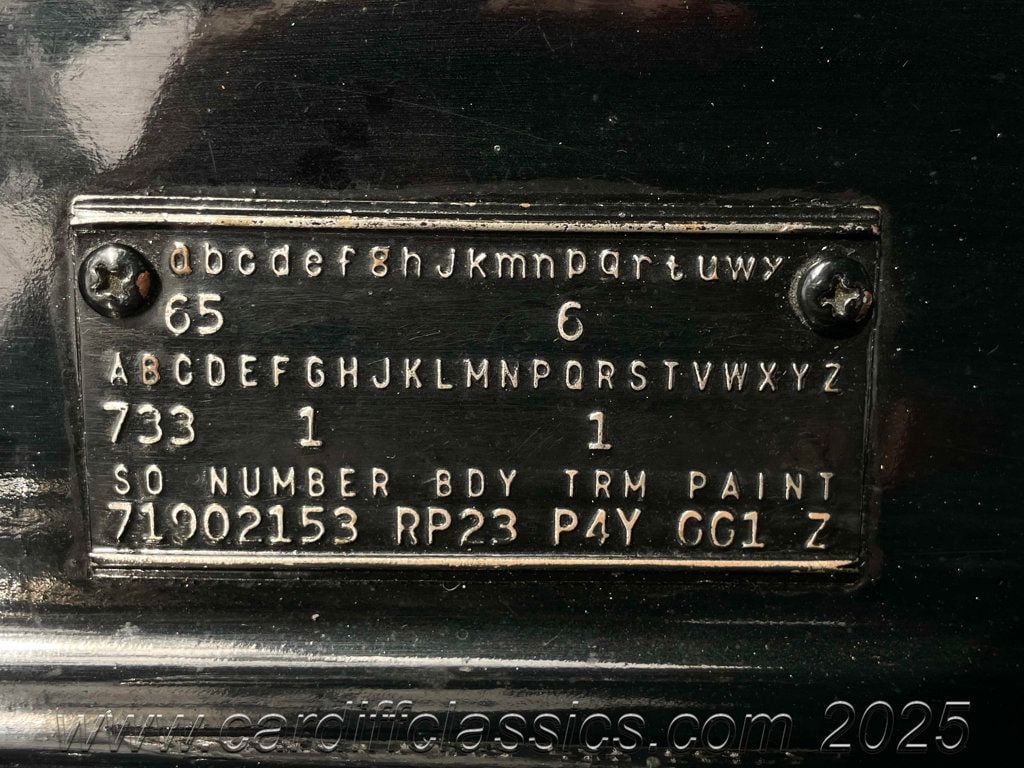 abcdefghJkmnpqrtuwy
65 6
ABCDEFGHJKLMNPQRSTVWXYZ
733 1 1
SO NUMBER BDY TRM PAINT
71902153 RP23 P4Y GG1 Z
www.cardiffclassics.com 2025